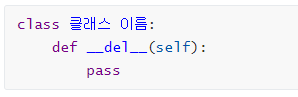 class 클래스 이름:
    def __del__(self):
        pass